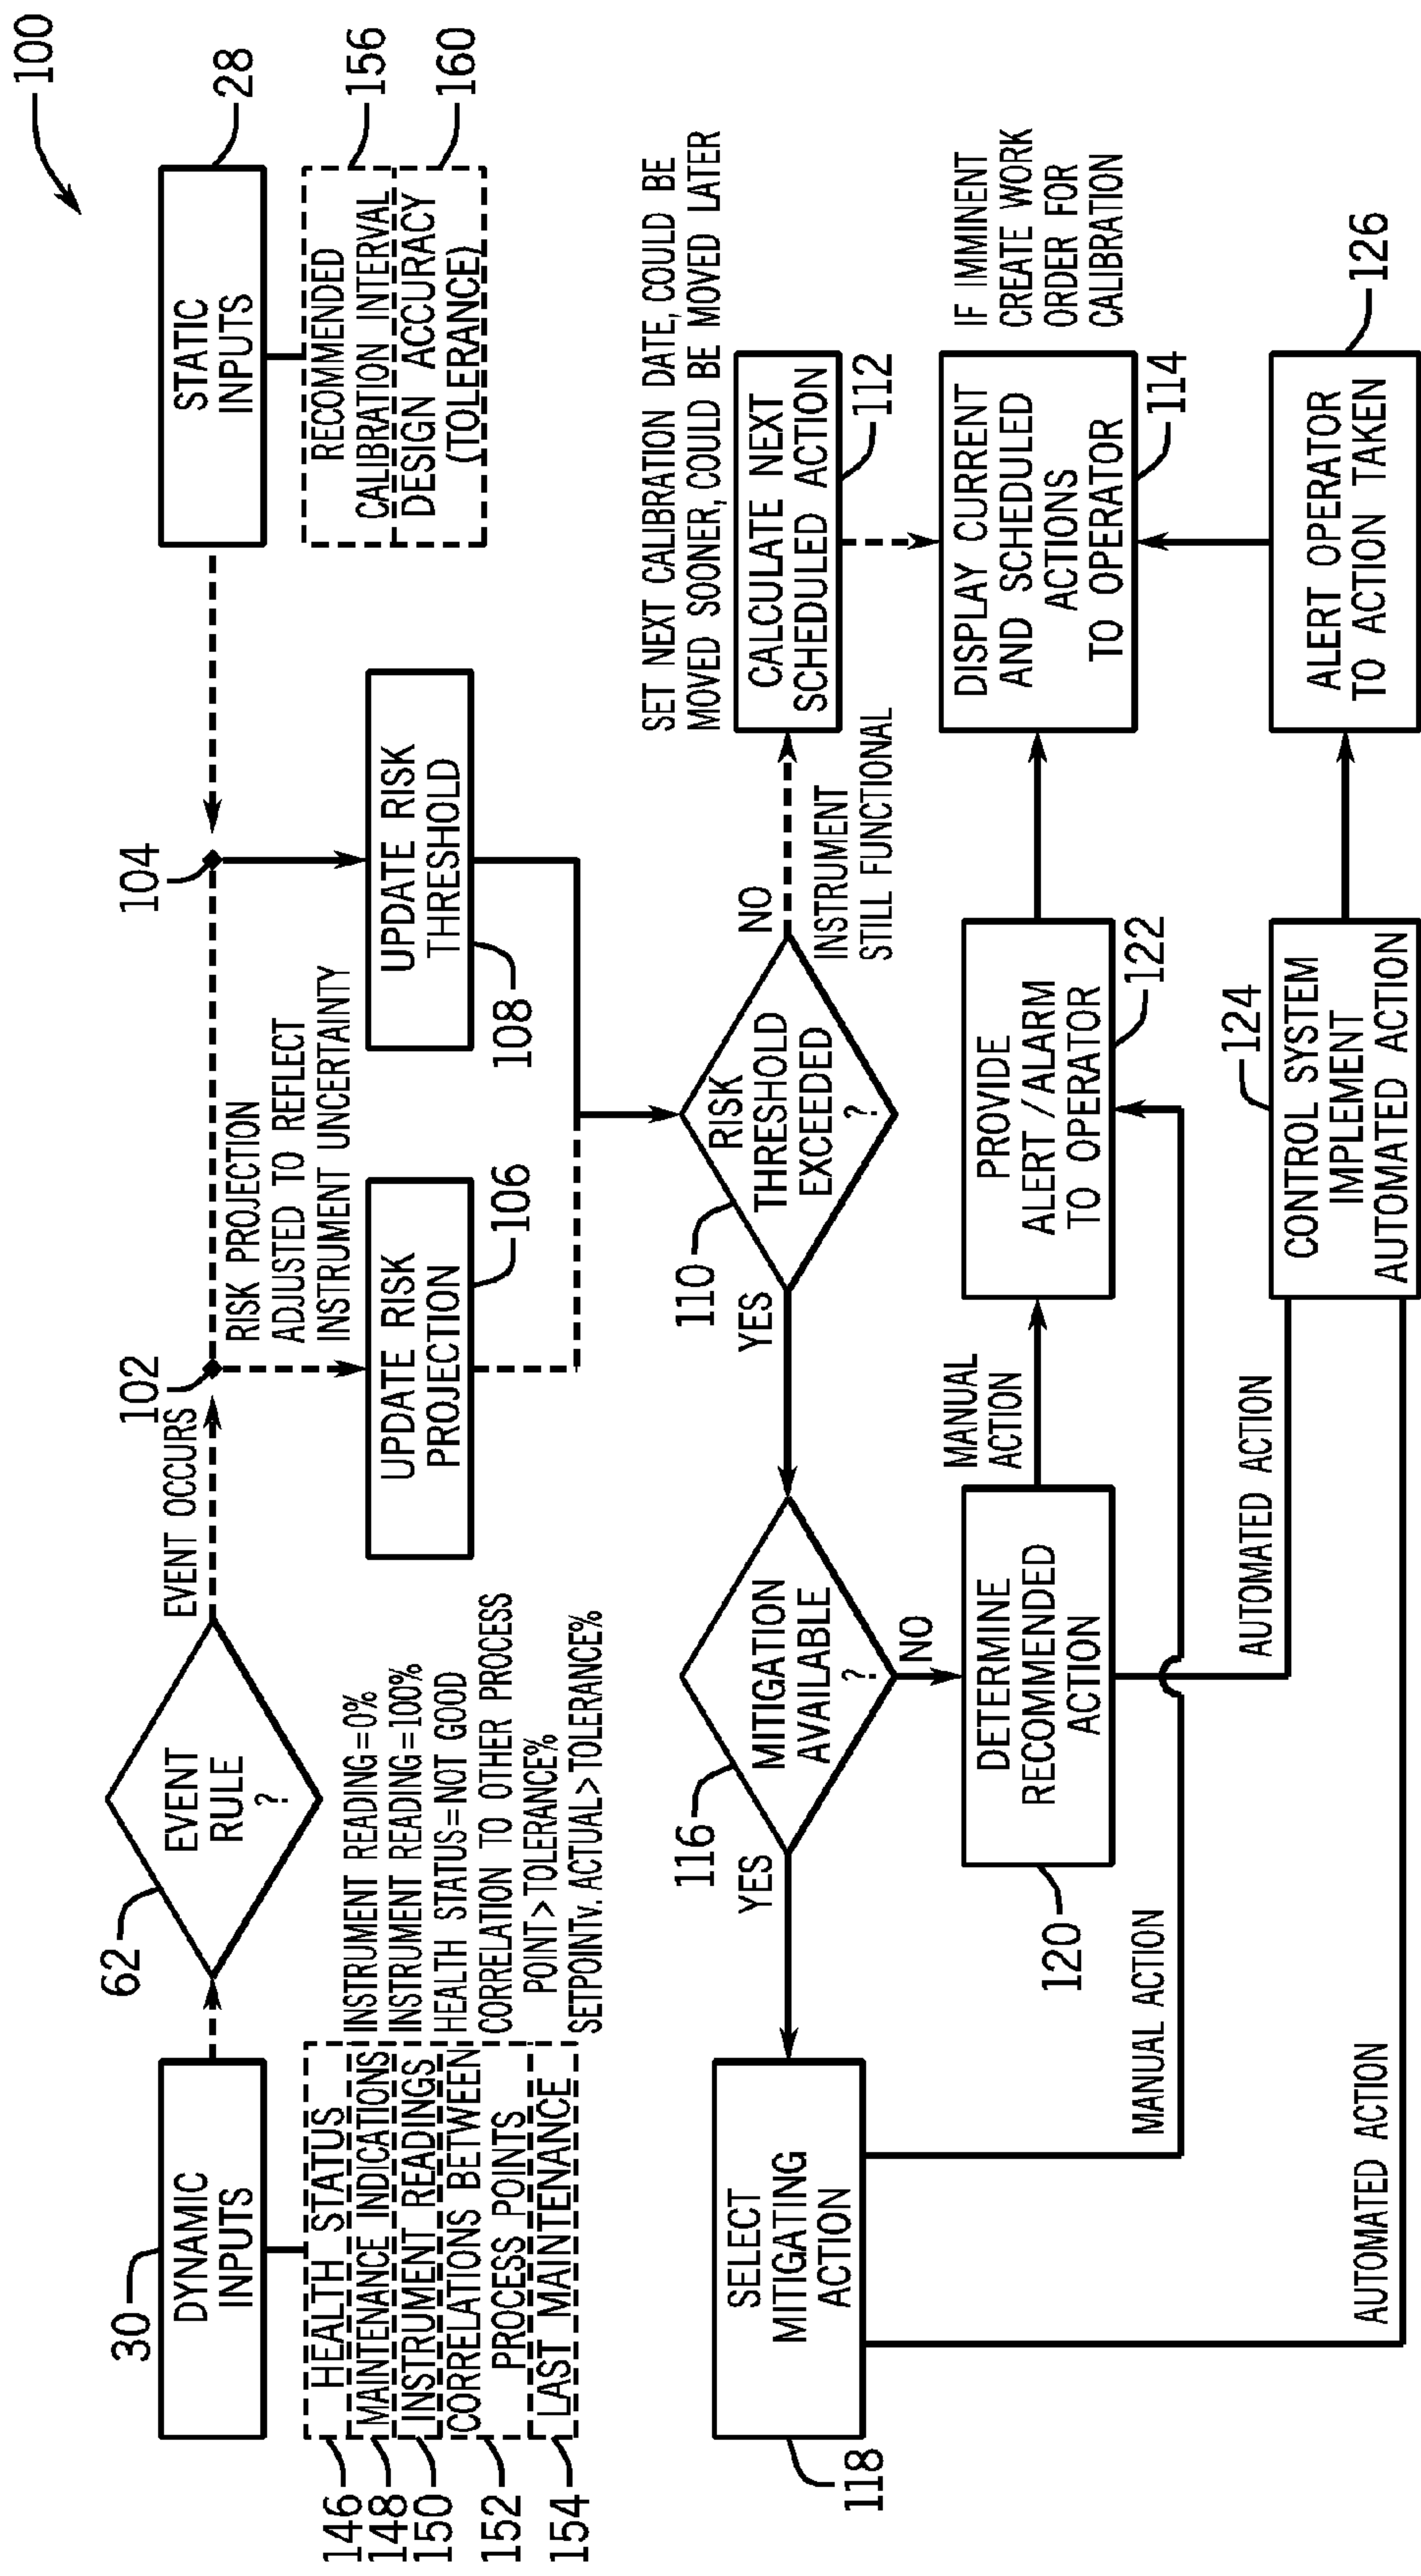 100
30
DYNAMIC
INPUTS
62
EVENT
RULE
?
EVENT OCCURS
102
104
STATIC
INPUTS
28
146
HEALTH STATUS
148
MAINTENANCE INDICATIONS
150
INSTRUMENT READINGS
152
CORRELATIONS BETWEEN
PROCESS POINTS
154
LAST MAINTENANCE
INSTRUMENT READING=0%
INSTRUMENT READING=100%
HEALTH STATUS=NOT GOOD
CORRELATION TO OTHER PROCESS
POINT>TOLERANCE%
SETPOINTv. ACTUAL>TOLERANCE%
RISK PROJECTION
ADJUSTED TO REFLECT
INSTRUMENT UNCERTAINTY
UPDATE RISK
PROJECTION
106
UPDATE RISK
THRESHOLD
108
RECOMMENDED
CALIBRATION INTERVAL
156
DESIGN ACCURACY
(TOLERANCE)
160
118
SELECT
MITIGATING
ACTION
YES
116
MITIGATION
AVAILABLE
?
NO
YES
110
RISK
THRESHOLD
EXCEEDED
?
NO
INSTRUMENT
STILL FUNCTIONAL
SET NEXT CALIBRATION DATE, COULD BE
MOVED SOONER, COULD BE MOVED LATER
CALCULATE NEXT
SCHEDULED ACTION
112
120
DETERMINE
RECOMMENDED
ACTION
MANUAL
ACTION
PROVIDE
ALERT/ALARM
TO OPERATOR
122
DISPLAY CURRENT
AND SCHEDULED
ACTIONS
TO OPERATOR
114
IF IMMINENT
CREATE WORK
ORDER FOR
CALIBRATION
MANUAL ACTION
AUTOMATED ACTION
AUTOMATED ACTION
124
CONTROL SYSTEM
IMPLEMENT
AUTOMATED ACTION
ALERT OPERATOR
TO ACTION TAKEN
126